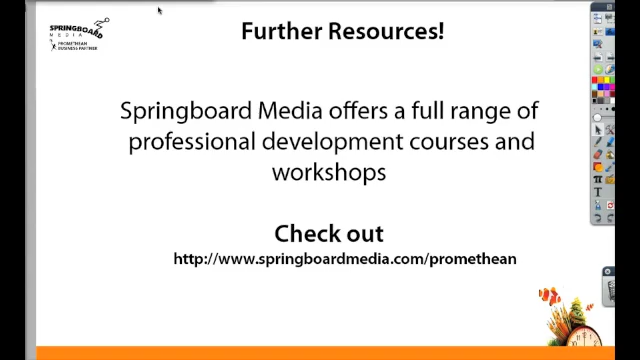 SPRINGBOARD
MEDIA
PROMETHEAN
BUSINESS PARTNER
Further Resources!
Springboard Media offers a full range of
professional development courses and
workshops
Check out
http://www.springboardmedia.com/promethean
T